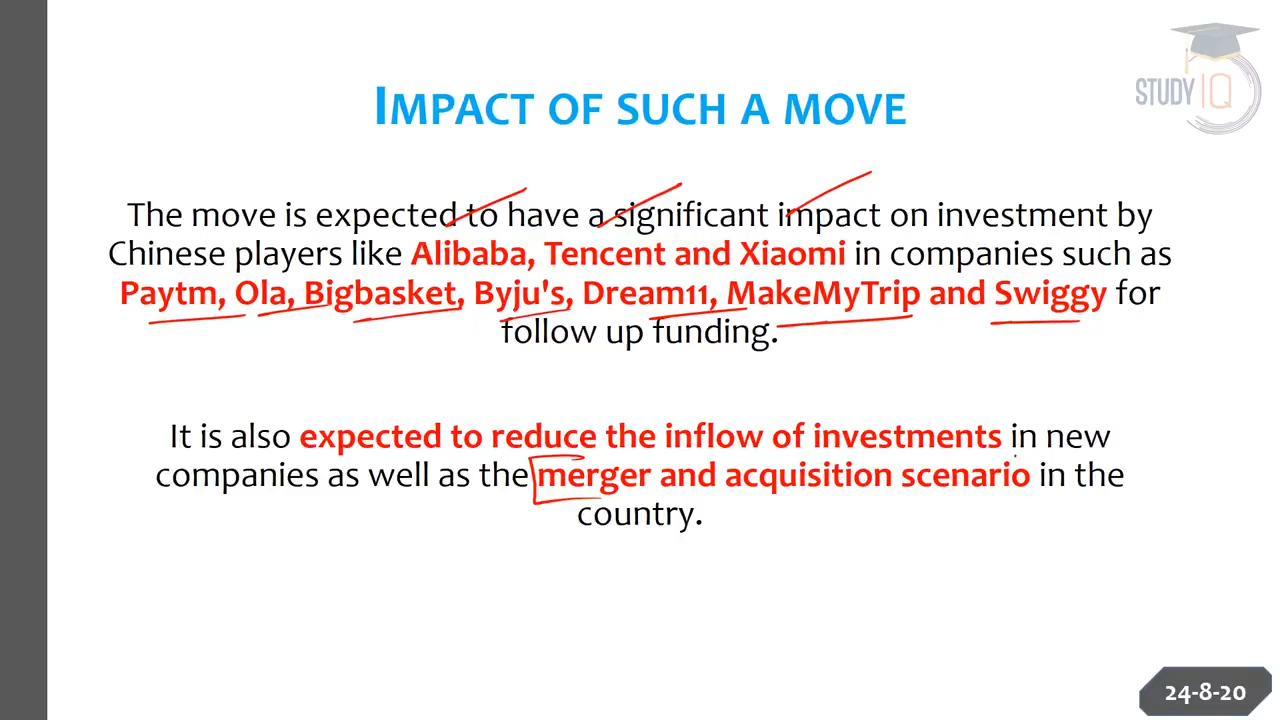 STUDY IQ
IMPACT OF SUCH A MOVE
The move is expected to have a significant impact on investment by
Chinese players like Alibaba, Tencent and Xiaomi in companies such as
Paytm, Ola, Bigbasket, Byju's, Dream11, MakeMyTrip and Swiggy for
follow up funding.
It is also expected to reduce the inflow of investments in new
companies as well as the merger and acquisition scenario in the
country.
24-8-20